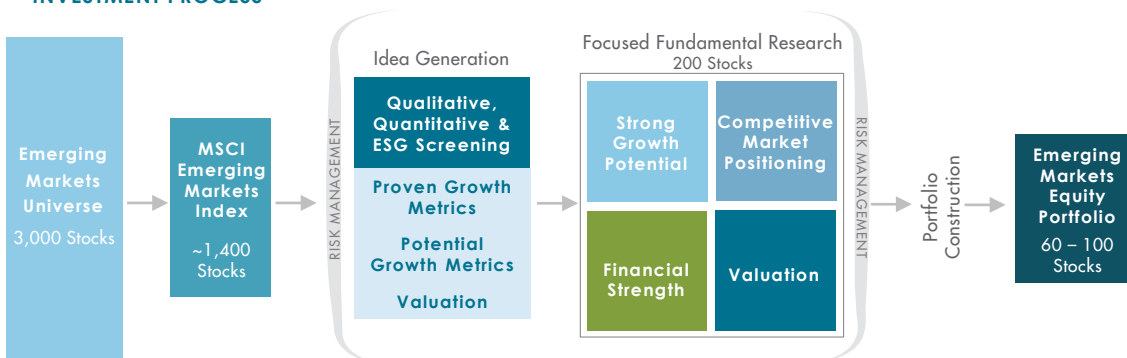 INVESTMENT PROCESS
Emerging
Markets
Universe
3,000 Stocks
MSCI
Emerging
Markets
Index
~1,400
Stocks
RISK MANAGEMENT
Idea Generation
Qualitative,
Quantitative &
ESG Screening
Proven Growth
Metrics
Potential
Growth Metrics
Valuation
Focused Fundamental Research
200 Stocks
Strong
Growth
Potential
Competitive
Market
Positioning
Financial
Strength
Valuation
RISK MANAGEMENT
Portfolio
Construction
Emerging
Markets
Equity
Portfolio
60 – 100
Stocks